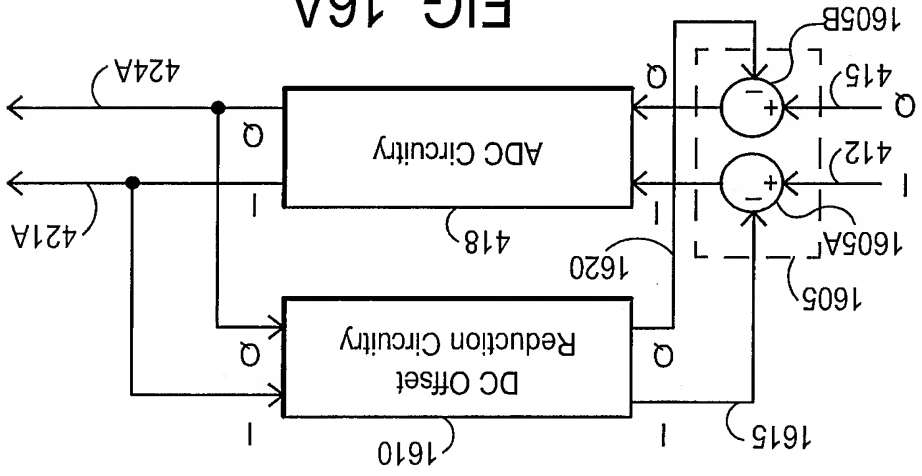 1610
1615
I
I
DC Offset
Reduction Circuitry
Q
Q
1605
1620
418
1605A
421A
I
412
I
I
ADC Circuitry
Q
415
Q
Q
424A
1605B
FIG. 16A